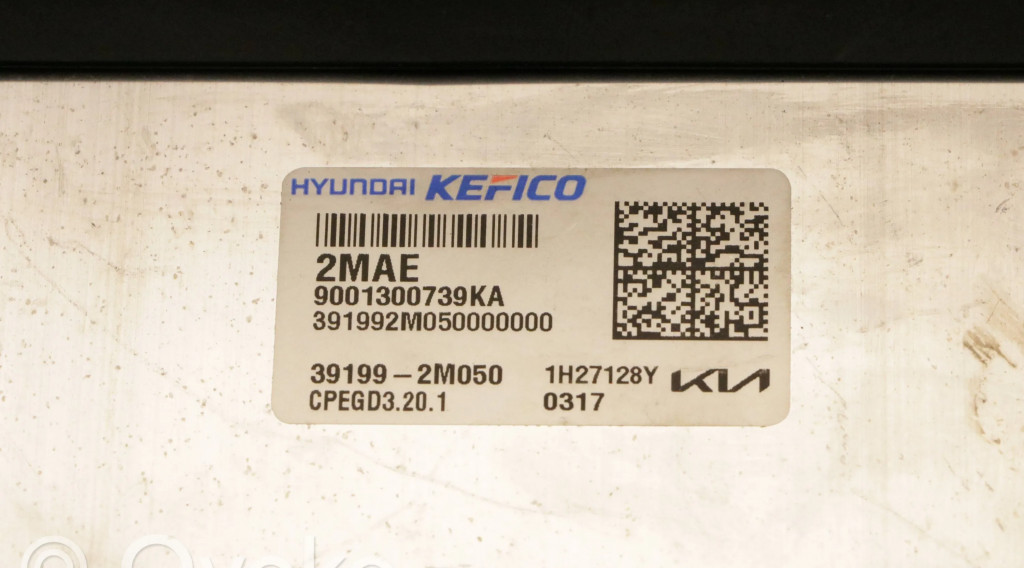 HYUNDAI KEFICO
2MAE
9001300739KA
391992M050000000
39199-2M050 1H27128Y KIA
CPEGD3.20.1 0317